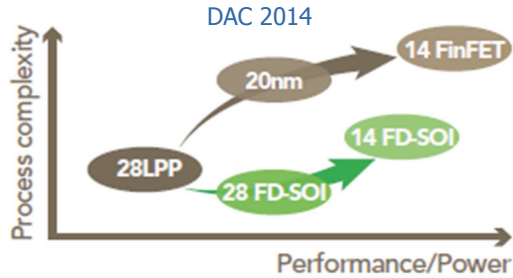 DAC 2014
14 FinFET
20nm
14 FD-SOI
28LPP
28 FD-SOI
Process complexity
Performance/Power